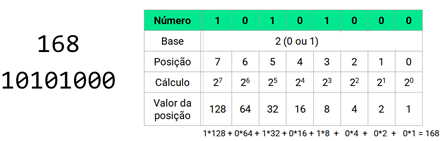 168
10101000
Número 1 0 1 0 1 0 0 0
Base 2 (0 ou 1)
Posição 7 6 5 4 3 2 1 0
Cálculo 2⁷ 2⁶ 2⁵ 2⁴ 2³ 2² 2¹ 2⁰
Valor da posição 128 64 32 16 8 4 2 1
1*128 + 0*64 + 1*32 + 0*16 + 1*8 + 0*4 + 0*2 + 0*1 = 168